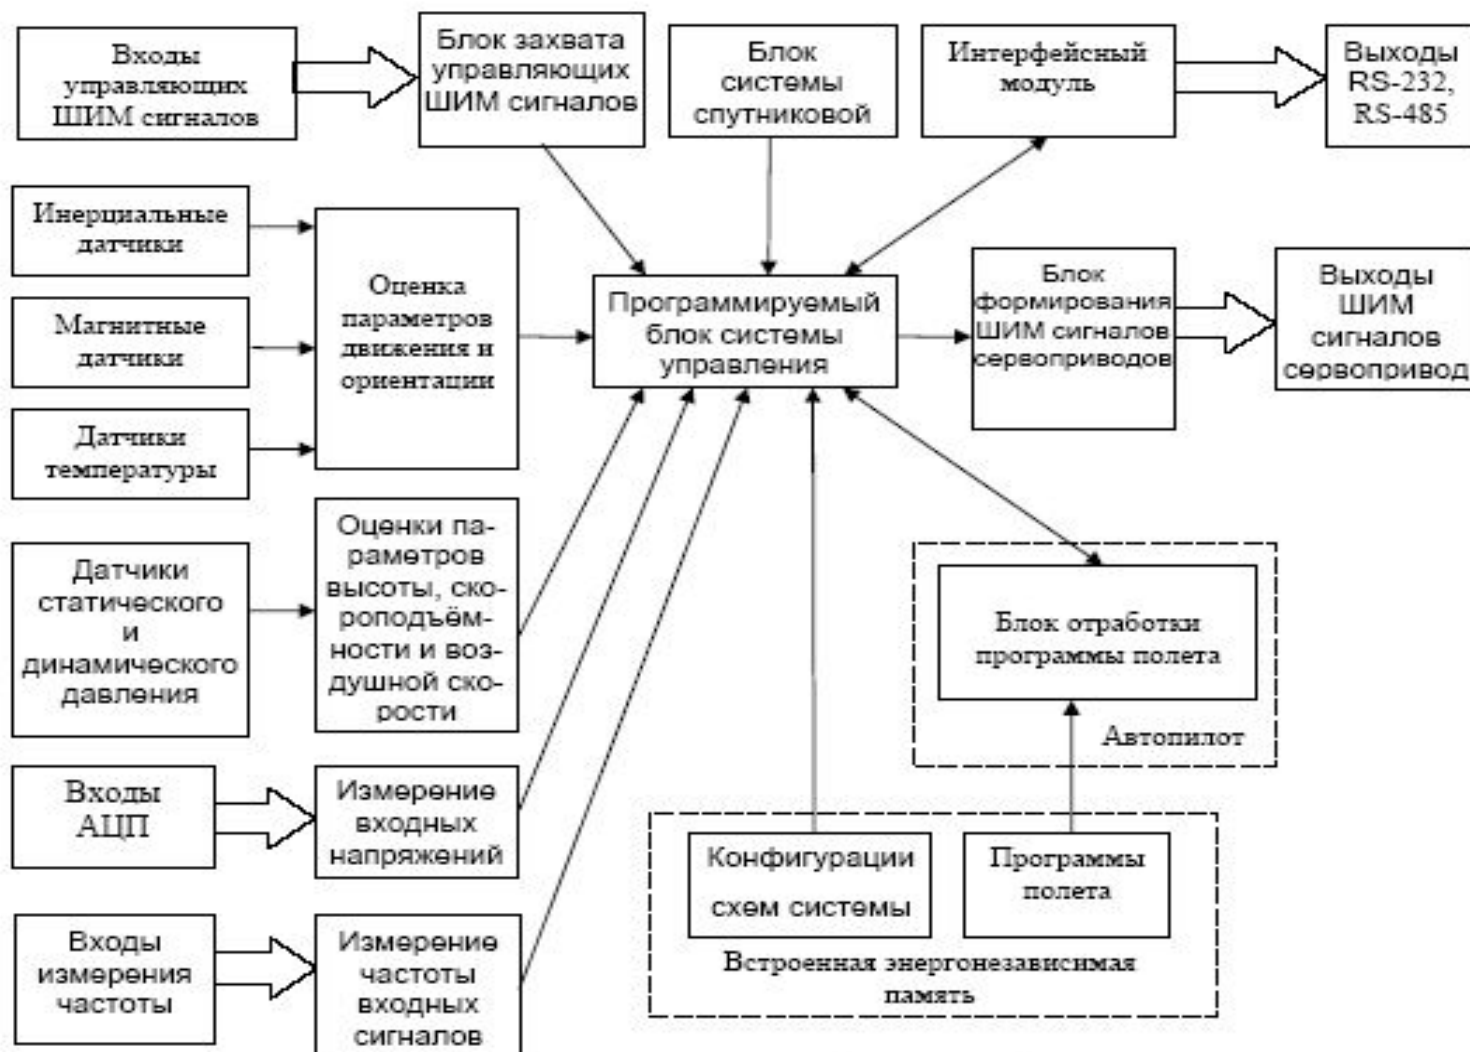 Входы
управляющих
ШИМ сигналов
Блок захвата
управляющих
ШИМ сигналов
Блок
системы
спутниковой
Интерфейсный
модуль
Выходы
RS-232,
RS-485
Инерциальные
датчики
Магнитные
датчики
Датчики
температуры
Оценка
параметров
движения и
ориентации
Программируемый
блок системы
управления
Блок
формирования
ШИМ сигналов
сервоприводов
Выходы
ШИМ
сигналов
сервопривод
Датчики
статического
и
динамического
давления
Оценки па-
раметров
высоты, ско-
роподъём-
ности и воз-
душной ско-
рости
Блок отработки
программы полета
Автопилот
Входы
АЦП
Измерение
входных
напряжений
Конфигурации
схем системы
Программы
полета
Встроенная энергонезависимая
память
Входы
измерения
частоты
Измерение
частоты
входных
сигналов